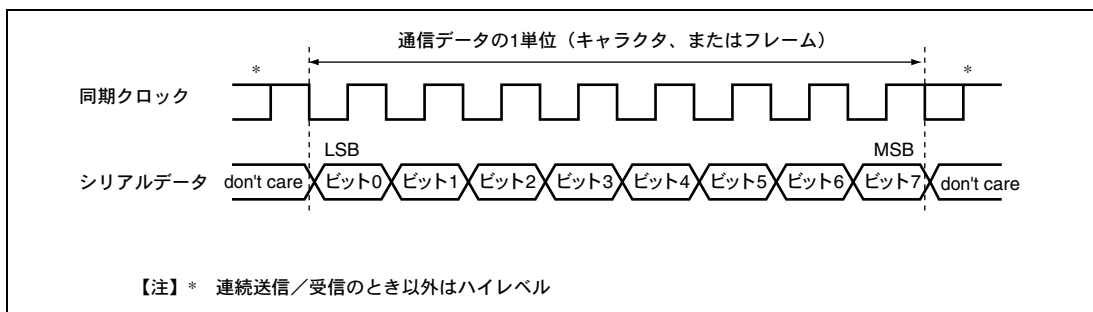 通信データの1単位（キャラクタ、またはフレーム）
* *
同期クロック
LSB MSB
シリアルデータ don't care ビット0 ビット1 ビット2 ビット3 ビット4 ビット5 ビット6 ビット7 don't care
【注】* 連続送信／受信のとき以外はハイレベル